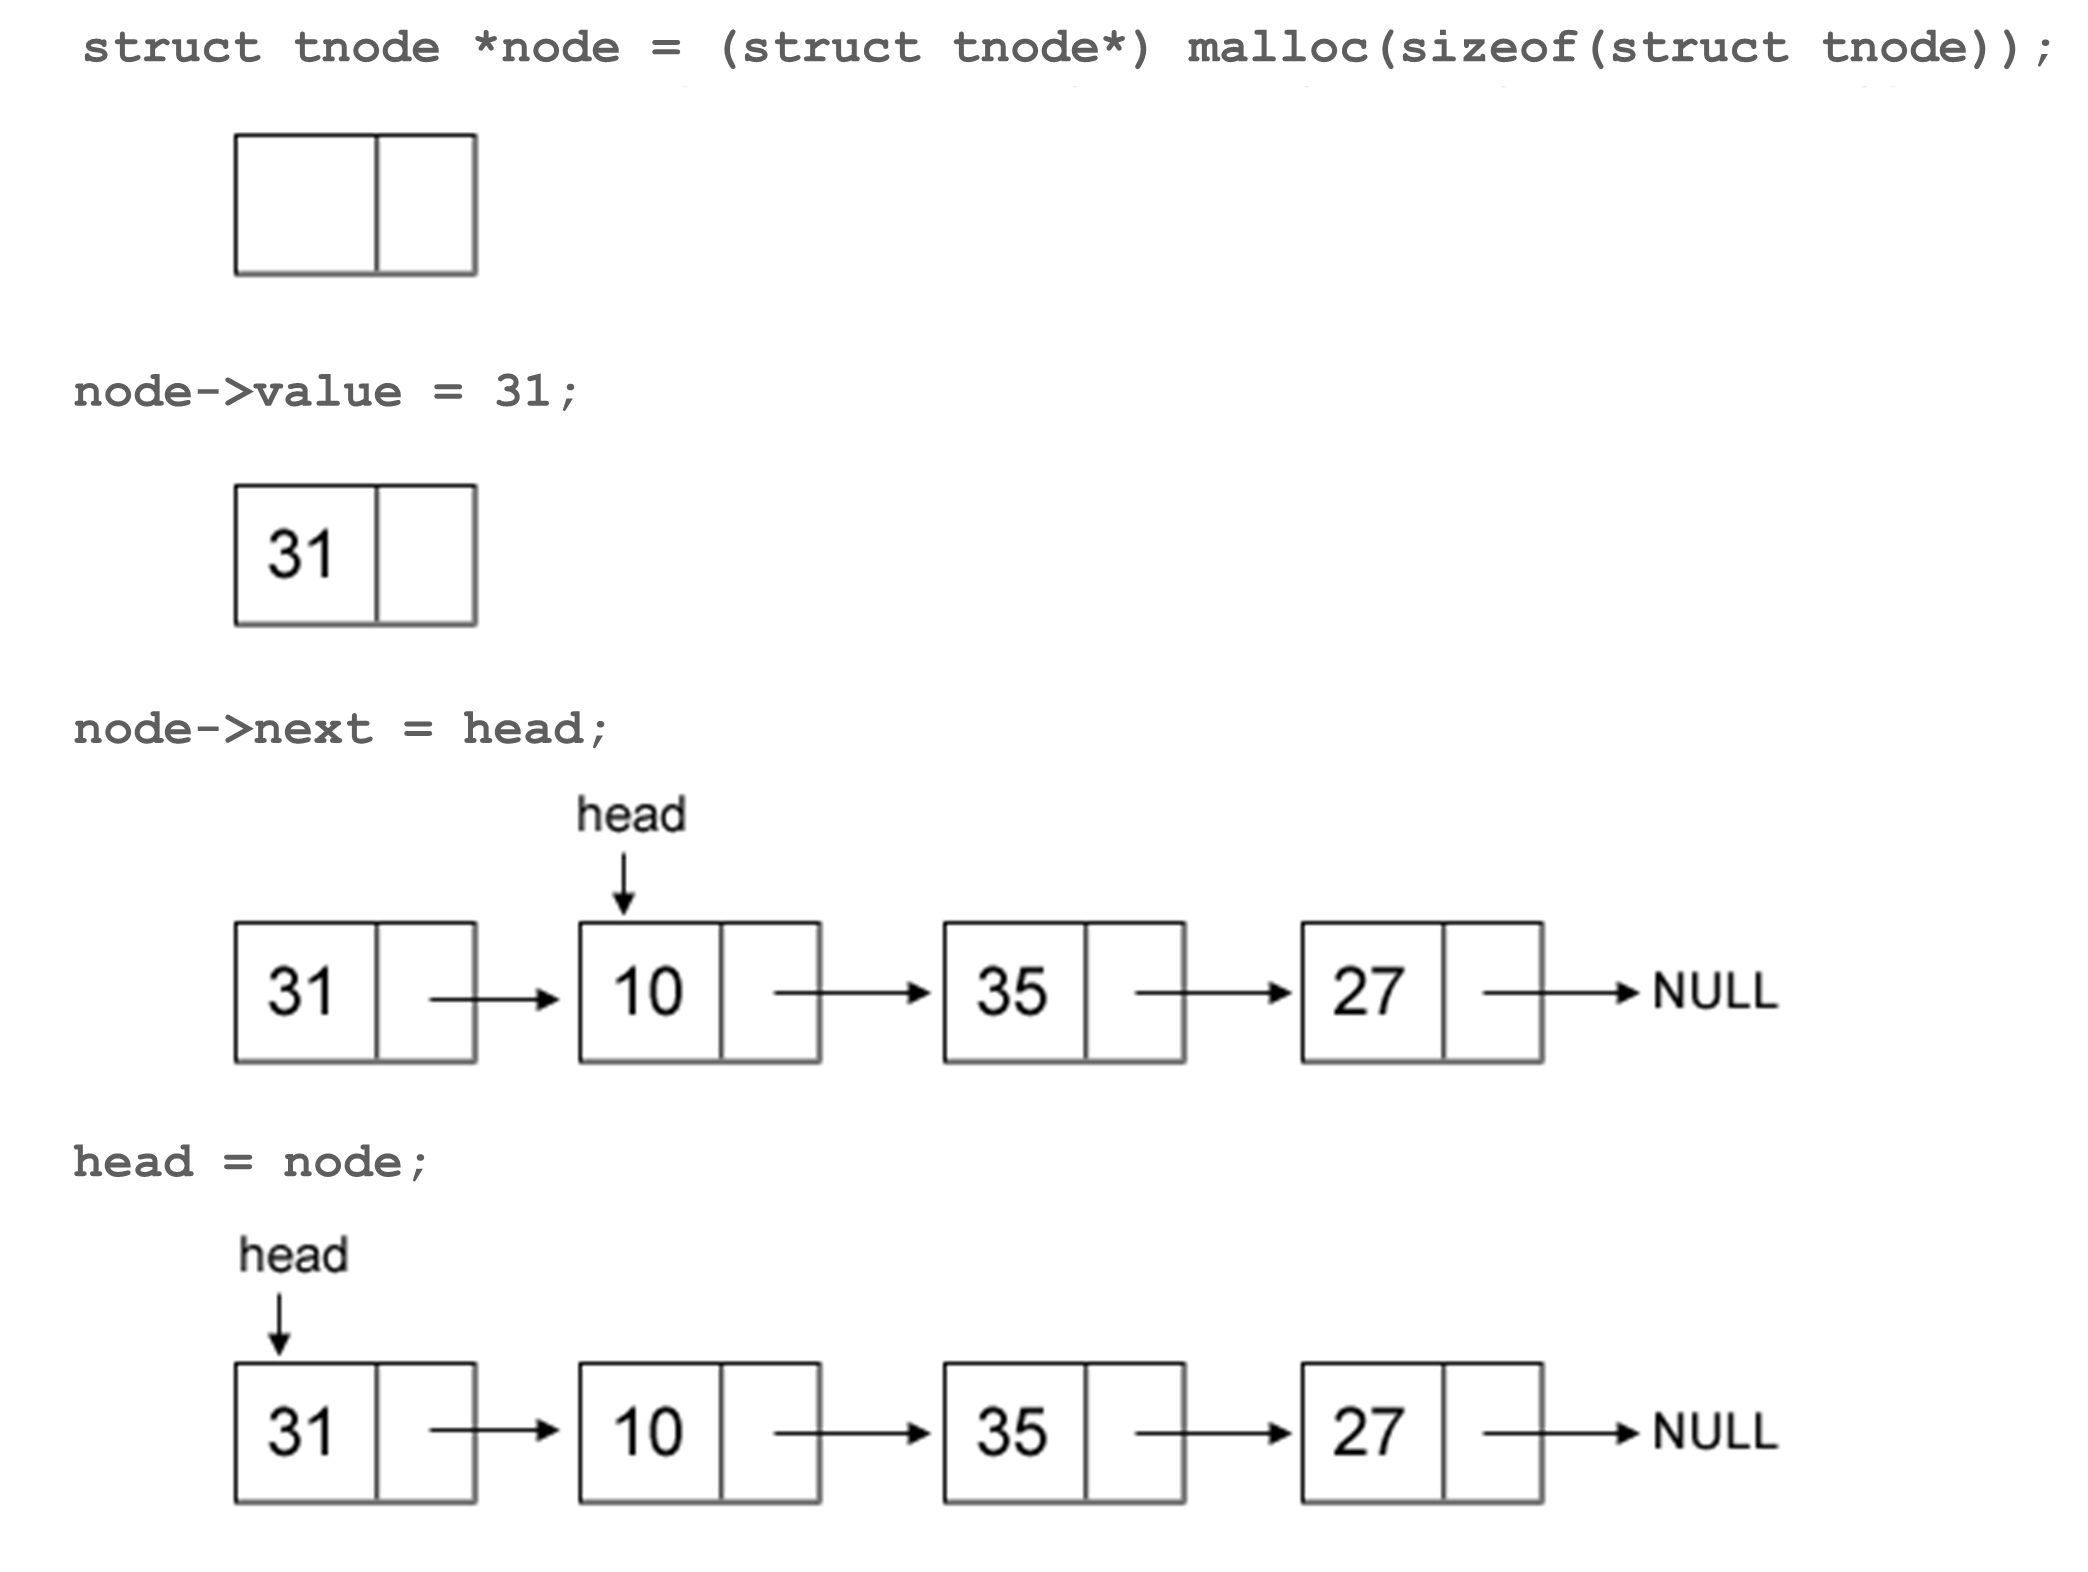 struct tnode *node = (struct tnode*) malloc(sizeof(struct tnode));
node->value = 31;
31
node->next = head;
head
31 10 35 27 NULL
head = node;
head
31 10 35 27 NULL